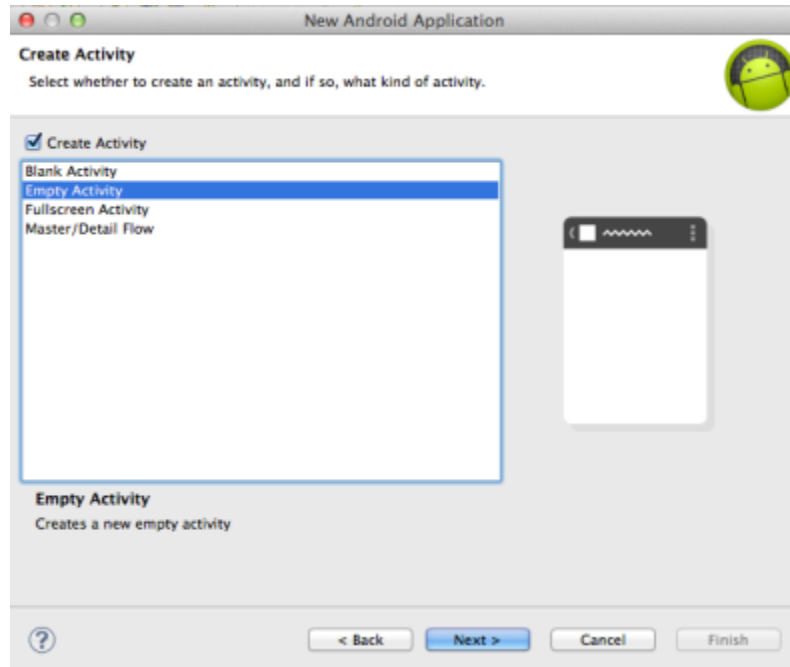 New Android Application
Create Activity
Select whether to create an activity, and if so, what kind of activity.
Create Activity
Blank Activity
Empty Activity
Fullscreen Activity
Master/Detail Flow
Empty Activity
Creates a new empty activity
?
< Back
Next >
Cancel
Finish